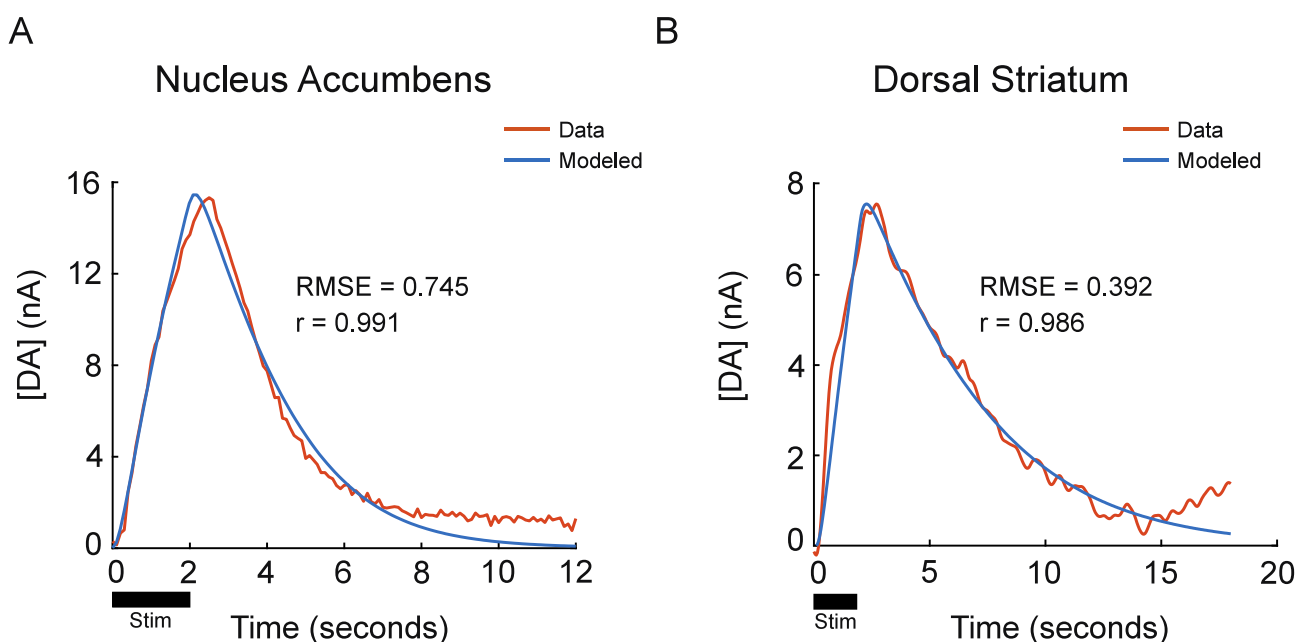 A
Nucleus Accumbens
Data
Modeled
[DA] (nA)
16
12
8
4
0
RMSE = 0.745
r = 0.991
0 2 4 6 8 10 12
Stim
Time (seconds)
B
Dorsal Striatum
Data
Modeled
[DA] (nA)
8
6
4
2
0
RMSE = 0.392
r = 0.986
0 5 10 15 20
Stim
Time (seconds)